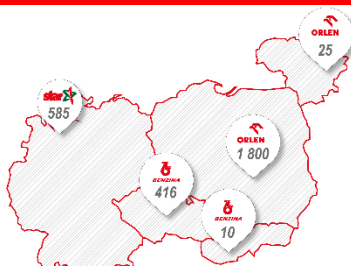 ORLEN
25
star
585
ORLEN
1 800
BENZINA
416
BENZINA
10